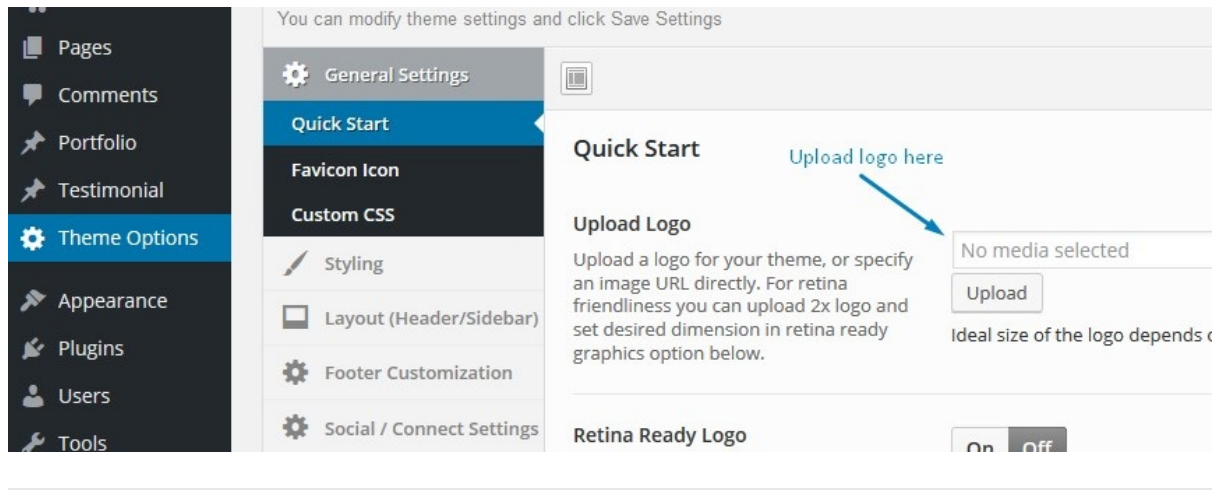 You can modify theme settings and click Save Settings
Pages
Comments
Portfolio
Testimonial
Theme Options
Appearance
Plugins
Users
Tools
General Settings
Quick Start
Favicon Icon
Custom CSS
Styling
Layout (Header/Sidebar)
Footer Customization
Social / Connect Settings
Quick Start
Upload logo here
Upload Logo
Upload a logo for your theme, or specify
an image URL directly. For retina
friendliness you can upload 2x logo and
set desired dimension in retina ready
graphics option below.
No media selected
Upload
Ideal size of the logo depends
Retina Ready Logo
On Off